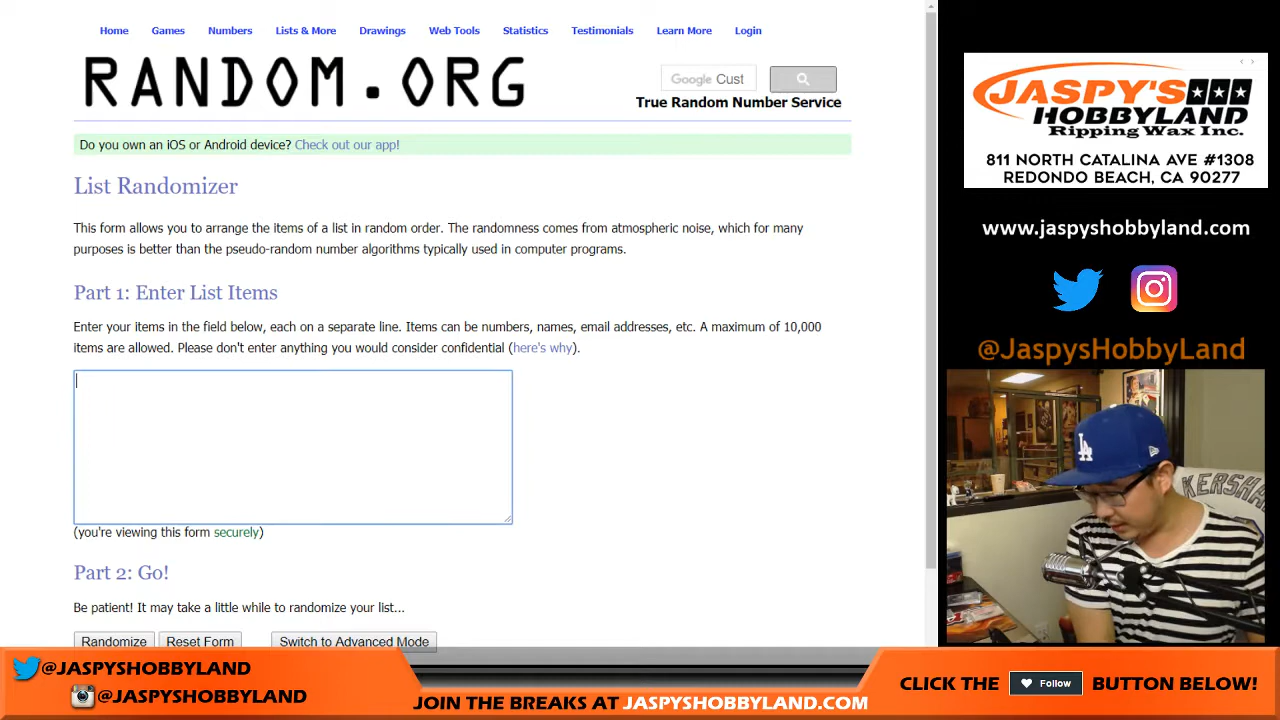 Home Games Numbers Lists & More Drawings Web Tools Statistics Testimonials Learn More Login
RANDOM.ORG
Google Cust
True Random Number Service
Do you own an iOS or Android device? Check out our app!
List Randomizer
This form allows you to arrange the items of a list in random order. The randomness comes from atmospheric noise, which for many
purposes is better than the pseudo-random number algorithms typically used in computer programs.
Part 1: Enter List Items
Enter your items in the field below, each on a separate line. Items can be numbers, names, email addresses, etc. A maximum of 10,000
items are allowed. Please don't enter anything you would consider confidential (here's why).
(you're viewing this form securely)
Part 2: Go!
Be patient! It may take a little while to randomize your list...
Randomize Reset Form Switch to Advanced Mode
JASPY'S
HOBBYLAND
Ripping Wax Inc.
811 NORTH CATALINA AVE #1308
REDONDO BEACH, CA 90277
www.jaspyshobbyland.com
@JaspysHobbyLand
LA
KERSHA
@JASPYSHOBBYLAND
@JASPYSHOBBYLAND
JOIN THE BREAKS AT JASPYSHOBBYLAND.COM
CLICK THE Follow BUTTON BELOW!